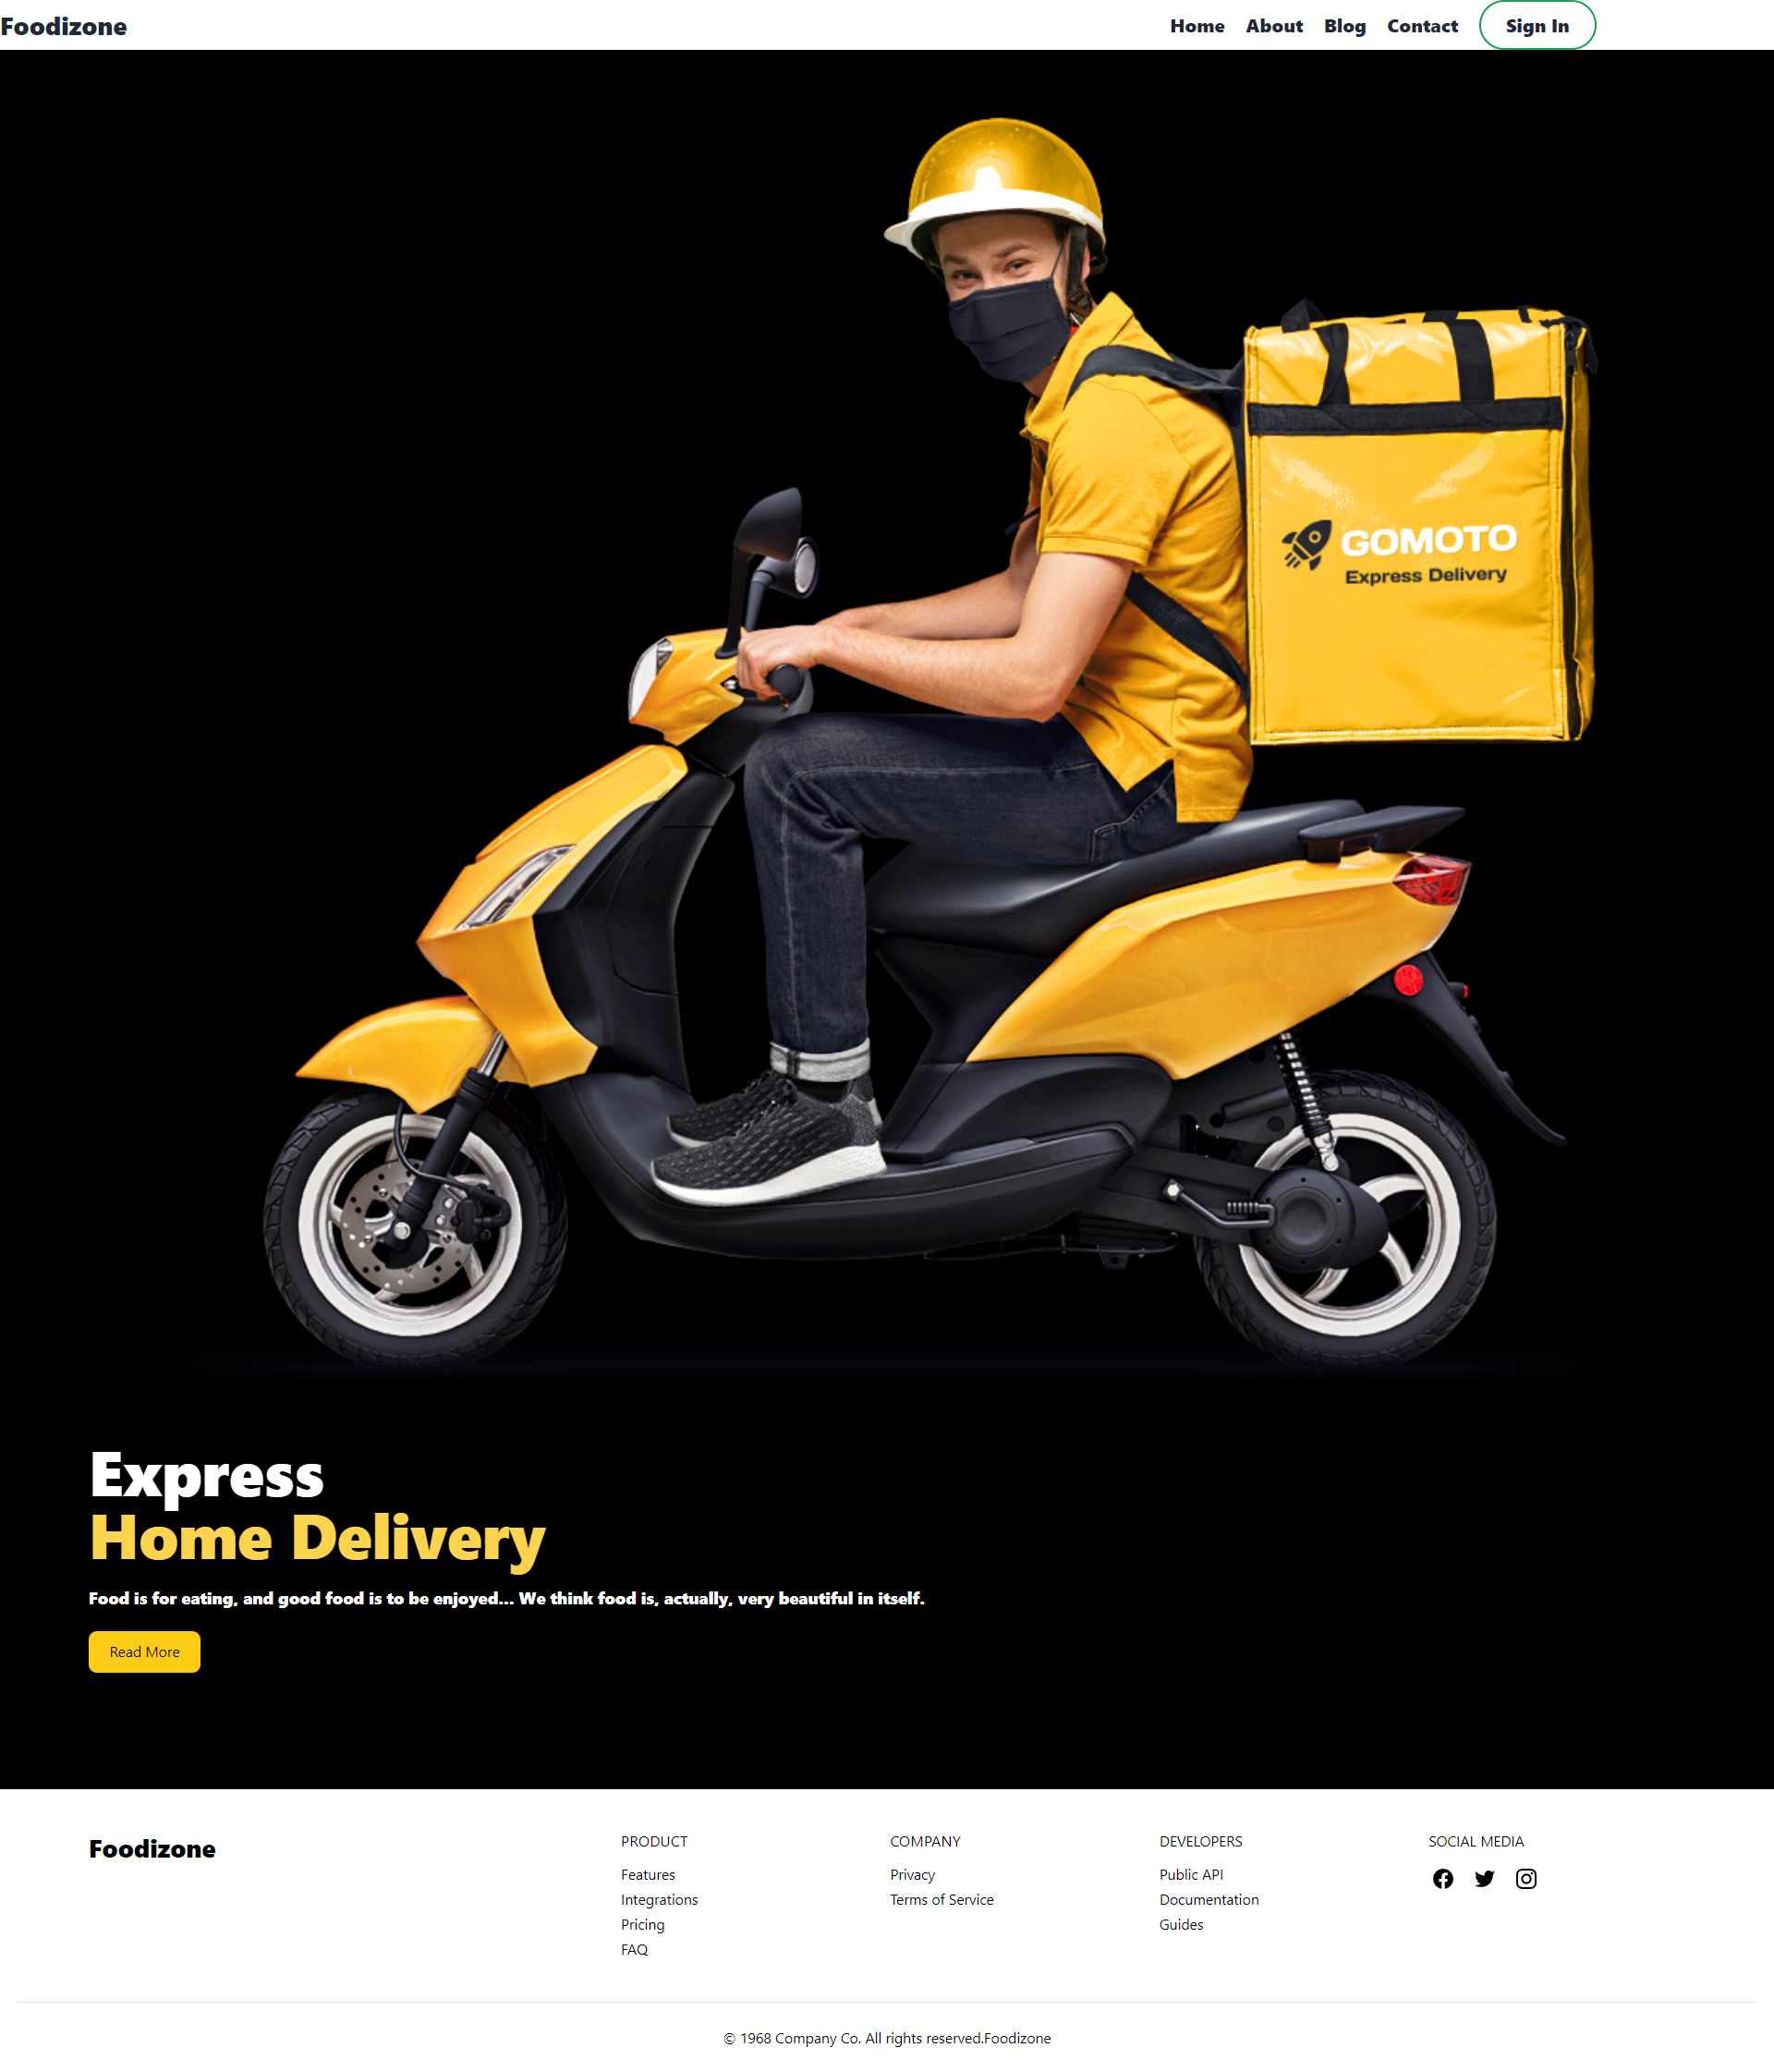 Foodizone
Home About Blog Contact Sign In
GOMOTO
Express Delivery
Express
Home Delivery
Food is for eating, and good food is to be enjoyed... We think food is, actually, very beautiful in itself.
Read More
Foodizone
PRODUCT
Features
Integrations
Pricing
FAQ
COMPANY
Privacy
Terms of Service
DEVELOPERS
Public API
Documentation
Guides
SOCIAL MEDIA
© 1968 Company Co. All rights reserved.Foodizone